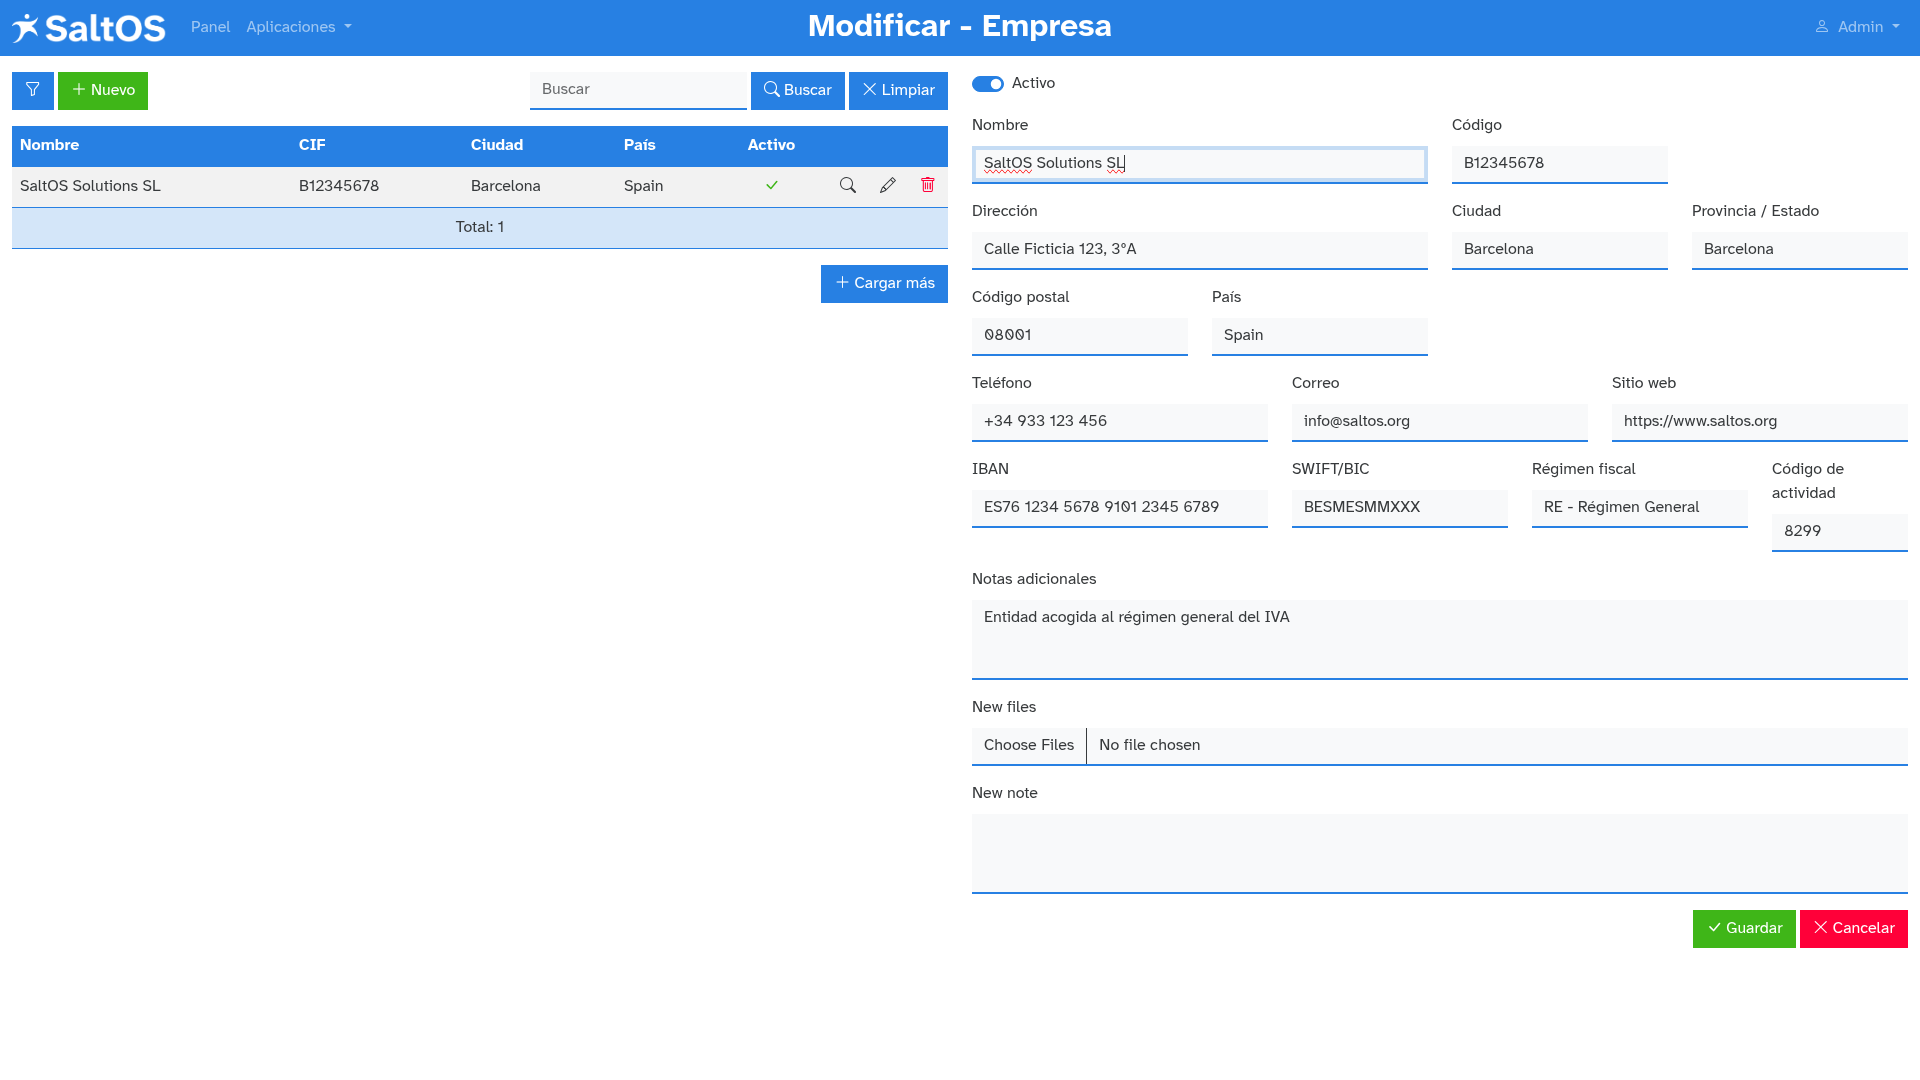 SaltOS Panel Aplicaciones Modificar - Empresa Admin
Nuevo Buscar Buscar Limpiar
Nombre CIF Ciudad País Activo
SaltOS Solutions SL B12345678 Barcelona Spain
Total: 1
Cargar más
Activo
Nombre Código
SaltOS Solutions SL B12345678
Dirección Ciudad Provincia / Estado
Calle Ficticia 123, 3°A Barcelona Barcelona
Código postal País
08001 Spain
Teléfono Correo Sitio web
+34 933 123 456 info@saltos.org https://www.saltos.org
IBAN SWIFT/BIC Régimen fiscal Código de actividad
ES76 1234 5678 9101 2345 6789 BESMESMMXXX RE - Régimen General 8299
Notas adicionales
Entidad acogida al régimen general del IVA
New files
Choose Files No file chosen
New note
Guardar Cancelar